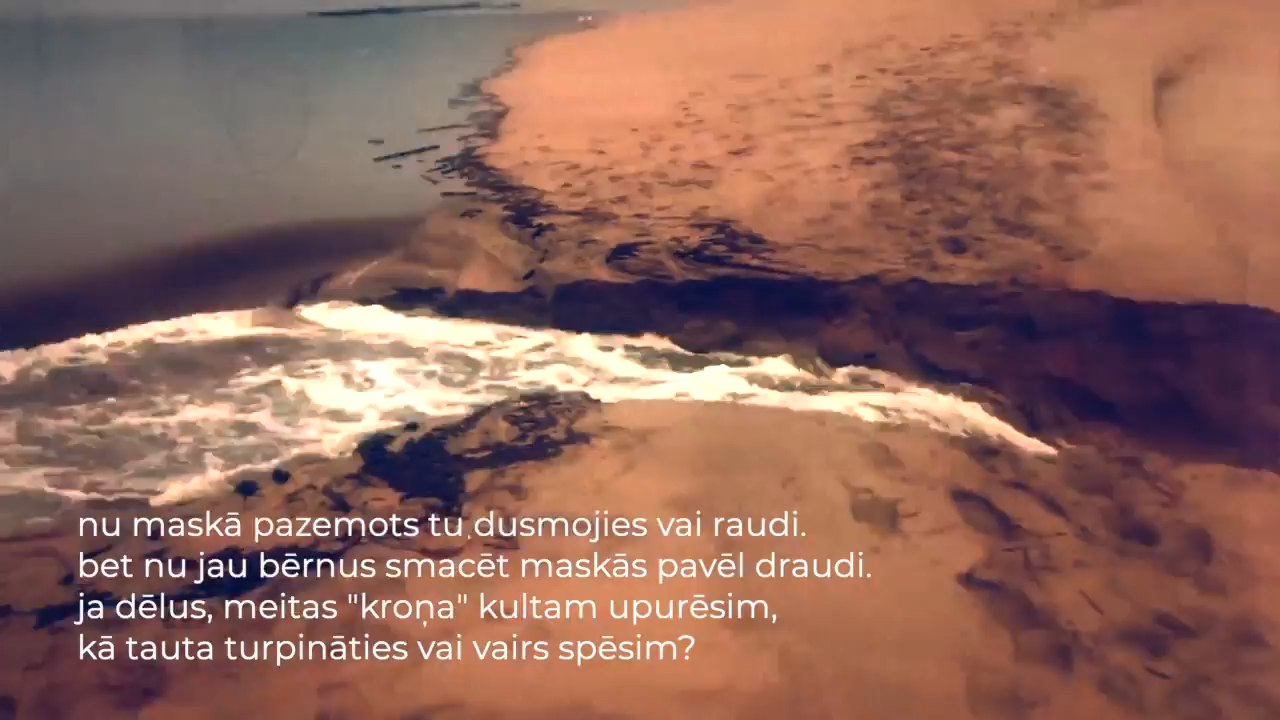 nu maskā pazemots tu dusmojies vai raudi.
bet nu jau bērnus smacēt maskās pavēl draudi.
ja dēlus, meitas "kroņa" kultam upurēsim,
kā tauta turpināties vai vairs spēsim?